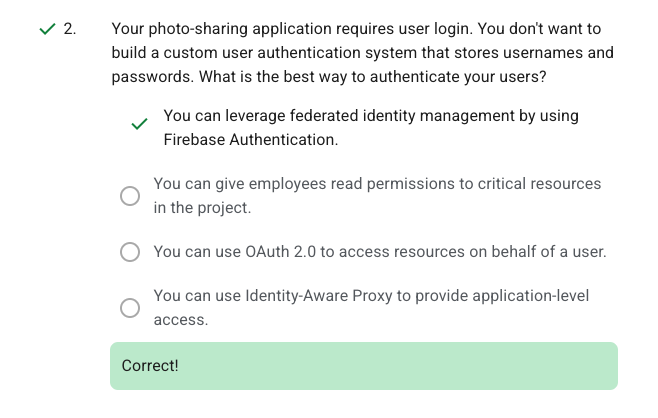 2. Your photo-sharing application requires user login. You don't want to
build a custom user authentication system that stores usernames and
passwords. What is the best way to authenticate your users?
You can leverage federated identity management by using
Firebase Authentication.
You can give employees read permissions to critical resources
in the project.
You can use OAuth 2.0 to access resources on behalf of a user.
You can use Identity-Aware Proxy to provide application-level
access.
Correct!